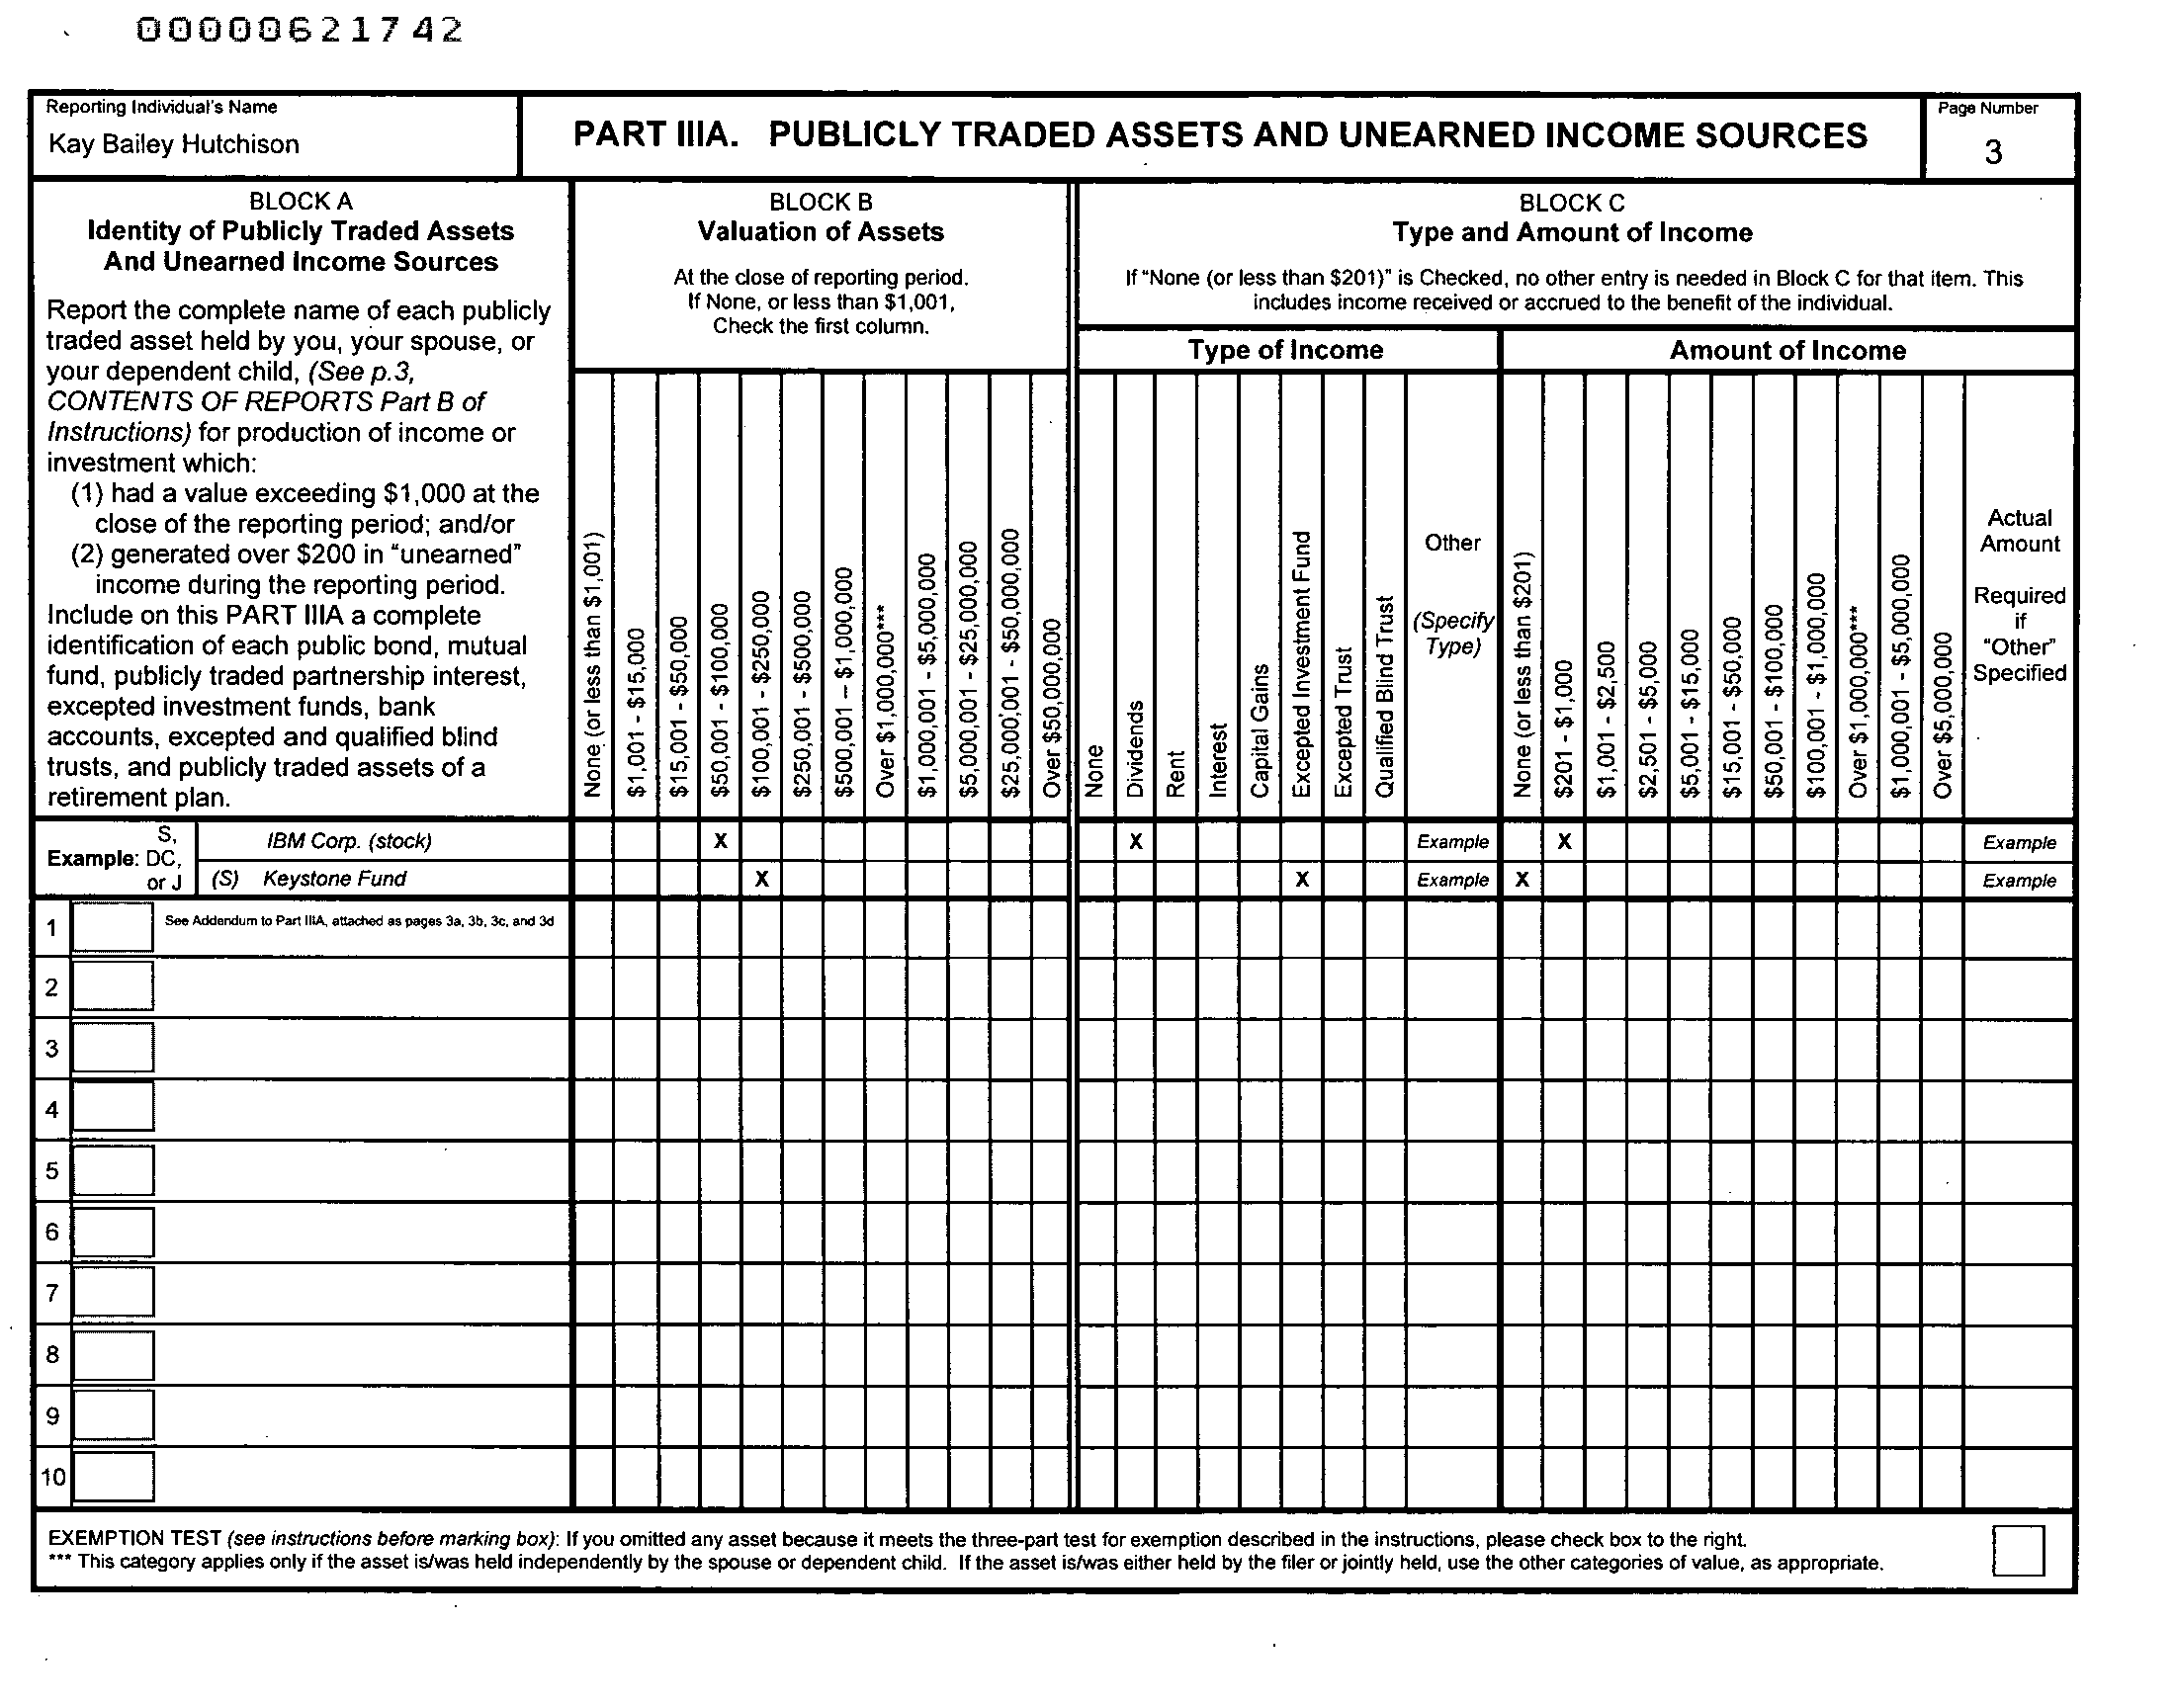 00000621742
Reporting Individual's Name
Kay Bailey Hutchison
PART IIIA. PUBLICLY TRADED ASSETS AND UNEARNED INCOME SOURCES
Page Number
3
BLOCK A
Identity of Publicly Traded Assets
And Unearned Income Sources
Report the complete name of each publicly
traded asset held by you, your spouse, or
your dependent child, (See p.3,
CONTENTS OF REPORTS Part B of
Instructions) for production of income or
investment which:
(1) had a value exceeding $1,000 at the
close of the reporting period; and/or
(2) generated over $200 in "unearned"
income during the reporting period.
Include on this PART IIIA a complete
identification of each public bond, mutual
fund, publicly traded partnership interest,
excepted investment funds, bank
accounts, excepted and qualified blind
trusts, and publicly traded assets of a
retirement plan.
BLOCK B
Valuation of Assets
At the close of reporting period.
If None, or less than $1,001,
Check the first column.
None (or less than $1,001)
$1,001 - $15,000
$15,001 - $50,000
$50,001 - $100,000
$100,001 - $250,000
$250,001 - $500,000
$500,001 – $1,000,000
Over $1,000,000***
$1,000,001 - $5,000,000
$5,000,001 - $25,000,000
$25,000,001 - $50,000,000
Over $50,000,000
BLOCK C
Type and Amount of Income
If "None (or less than $201)" is Checked, no other entry is needed in Block C for that item. This
includes income received or accrued to the benefit of the individual.
Type of Income
None
Dividends
Rent
Interest
Capital Gains
Excepted Investment Fund
Excepted Trust
Qualified Blind Trust
Other
(Specify
Type)
Amount of Income
None (or less than $201)
$201 - $1,000
$1,001 - $2,500
$2,501 - $5,000
$5,001 - $15,000
$15,001 - $50,000
$50,001 - $100,000
$100,001 - $1,000,000
Over $1,000,000***
$1,000,001 - $5,000,000
Over $5,000,000
Actual
Amount
Required
if
"Other"
Specified
Example:
S,
DC,
or J
IBM Corp. (stock) X X Example X Example
(S) Keystone Fund X X Example X Example
1 See Addendum to Part IIIA, attached as pages 3a, 3b, 3c, and 3d
2
3
4
5
6
7
8
9
10
EXEMPTION TEST (see instructions before marking box): If you omitted any asset because it meets the three-part test for exemption described in the instructions, please check box to the right.
*** This category applies only if the asset is/was held independently by the spouse or dependent child. If the asset is/was either held by the filer or jointly held, use the other categories of value, as appropriate.